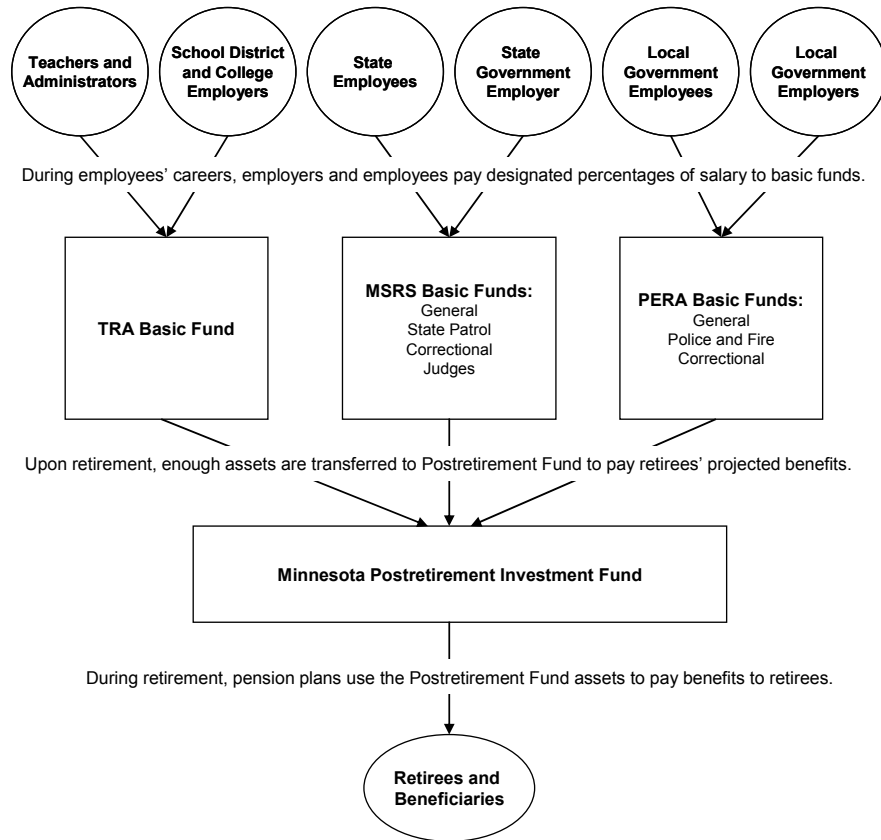 Teachers and
Administrators
School District
and College
Employers
State
Employees
State
Government
Employer
Local
Government
Employees
Local
Government
Employers
During employees’ careers, employers and employees pay designated percentages of salary to basic funds.
TRA Basic Fund
MSRS Basic Funds:
General
State Patrol
Correctional
Judges
PERA Basic Funds:
General
Police and Fire
Correctional
Upon retirement, enough assets are transferred to Postretirement Fund to pay retirees’ projected benefits.
Minnesota Postretirement Investment Fund
During retirement, pension plans use the Postretirement Fund assets to pay benefits to retirees.
Retirees and
Beneficiaries